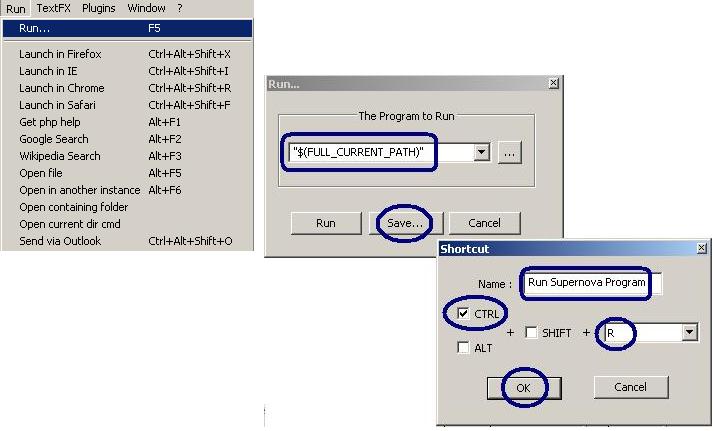 Run TextFX Plugins Window ?
Run... F5
Launch in Firefox Ctrl+Alt+Shift+X
Launch in IE Ctrl+Alt+Shift+I
Launch in Chrome Ctrl+Alt+Shift+R
Launch in Safari Ctrl+Alt+Shift+F
Get php help Alt+F1
Google Search Alt+F2
Wikipedia Search Alt+F3
Open file Alt+F5
Open in another instance Alt+F6
Open containing folder
Open current dir cmd
Send via Outlook Ctrl+Alt+Shift+O
Run...
The Program to Run
"$(FULL_CURRENT_PATH)"
...
Run Save... Cancel
Shortcut
Name : Run Supernova Program
CTRL
+ SHIFT + R
ALT
OK Cancel